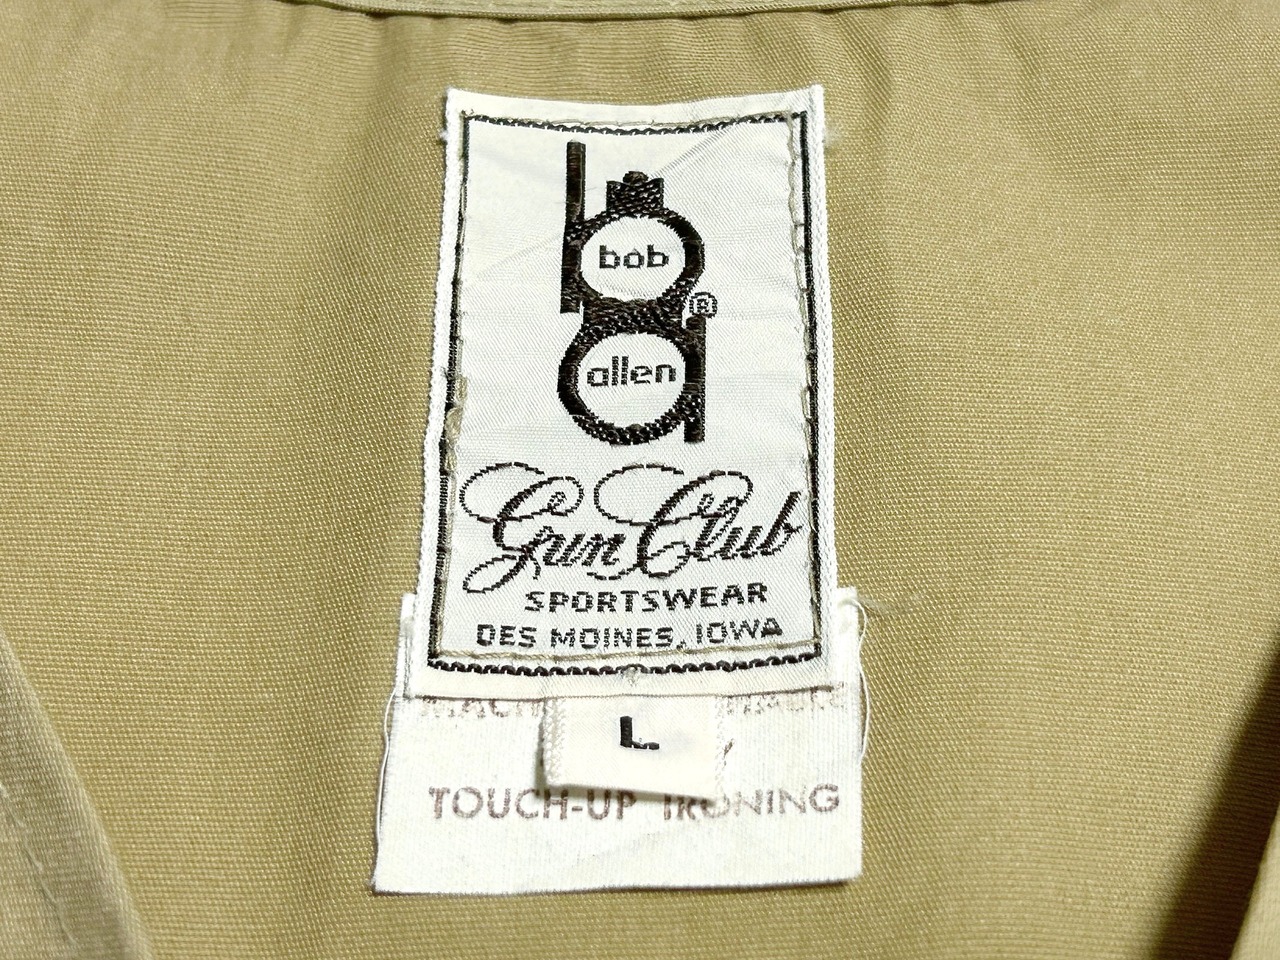 bob
®
allen
Gun Club
SPORTSWEAR
DES MOINES, IOWA
L
TOUCH-UP IRONING